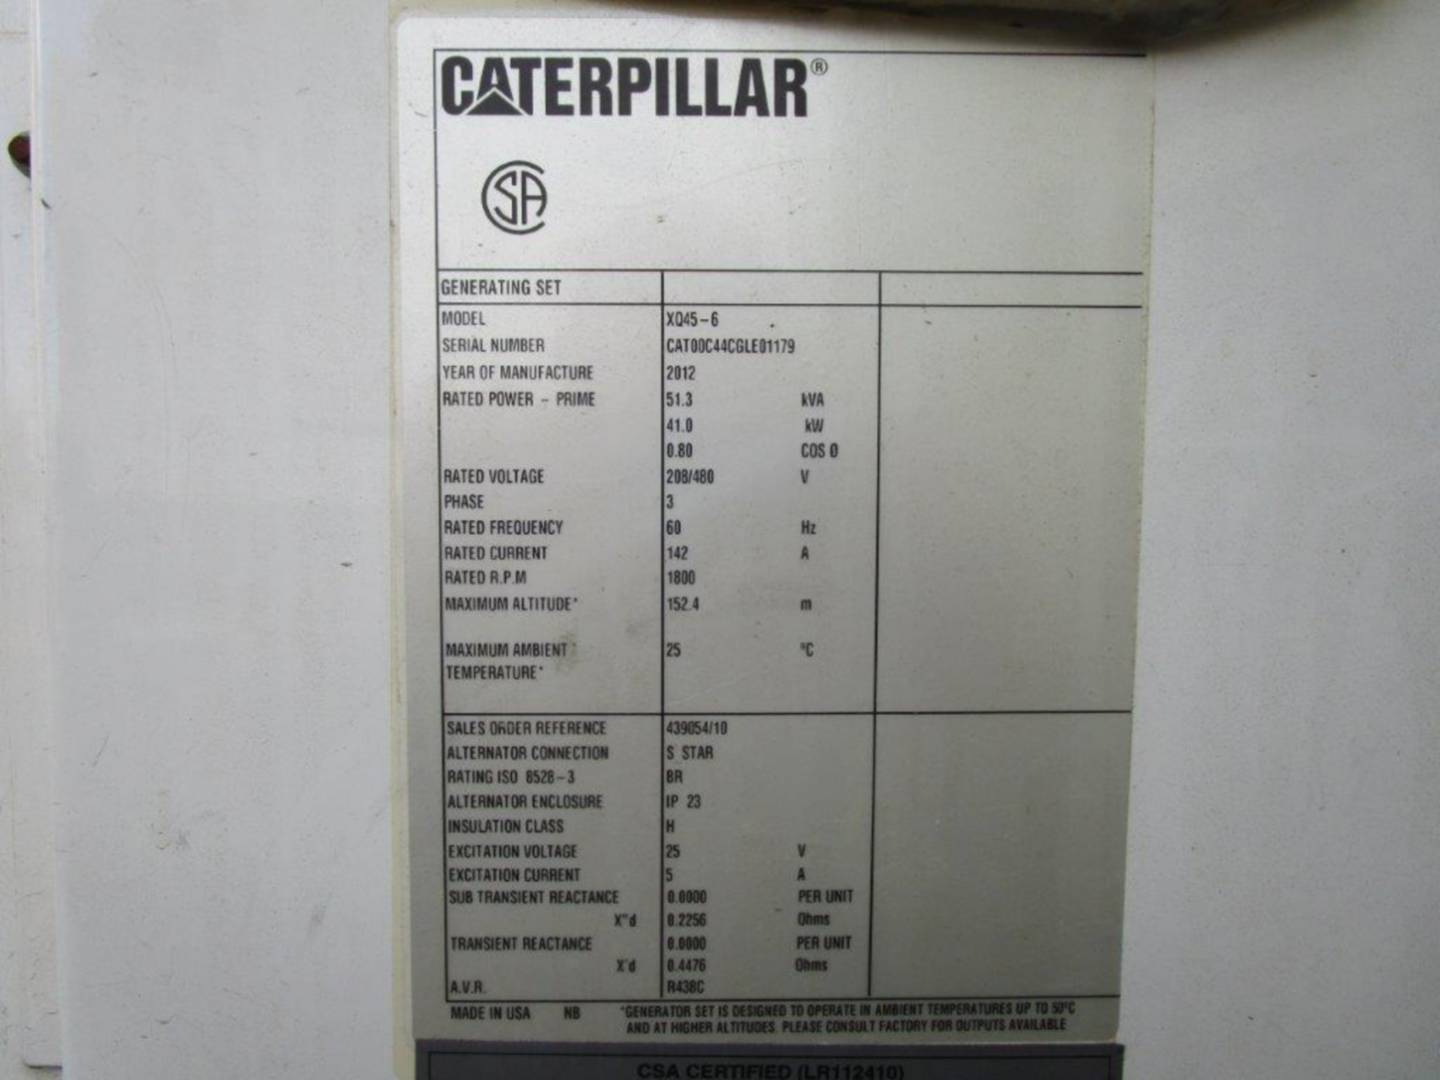 CATERPILLAR®
CSA
GENERATING SET
MODEL XQ45-6
SERIAL NUMBER CAT00C44CGLE01179
YEAR OF MANUFACTURE 2012
RATED POWER - PRIME 51.3 kVA
41.0 kW
0.80 COS Ø
RATED VOLTAGE 208/480 V
PHASE 3
RATED FREQUENCY 60 Hz
RATED CURRENT 142 A
RATED R.P.M 1800
MAXIMUM ALTITUDE* 152.4 m
MAXIMUM AMBIENT 25 °C
TEMPERATURE*
SALES ORDER REFERENCE 439054/10
ALTERNATOR CONNECTION S STAR
RATING ISO 8528-3 BR
ALTERNATOR ENCLOSURE IP 23
INSULATION CLASS H
EXCITATION VOLTAGE 25 V
EXCITATION CURRENT 5 A
SUB TRANSIENT REACTANCE 0.0000 PER UNIT
X"d 0.2256 Ohms
TRANSIENT REACTANCE 0.0000 PER UNIT
X'd 0.4476 Ohms
A.V.R. R438C
MADE IN USA NB *GENERATOR SET IS DESIGNED TO OPERATE IN AMBIENT TEMPERATURES UP TO 50°C
AND AT HIGHER ALTITUDES. PLEASE CONSULT FACTORY FOR OUTPUTS AVAILABLE
CSA CERTIFIED (LR112410)